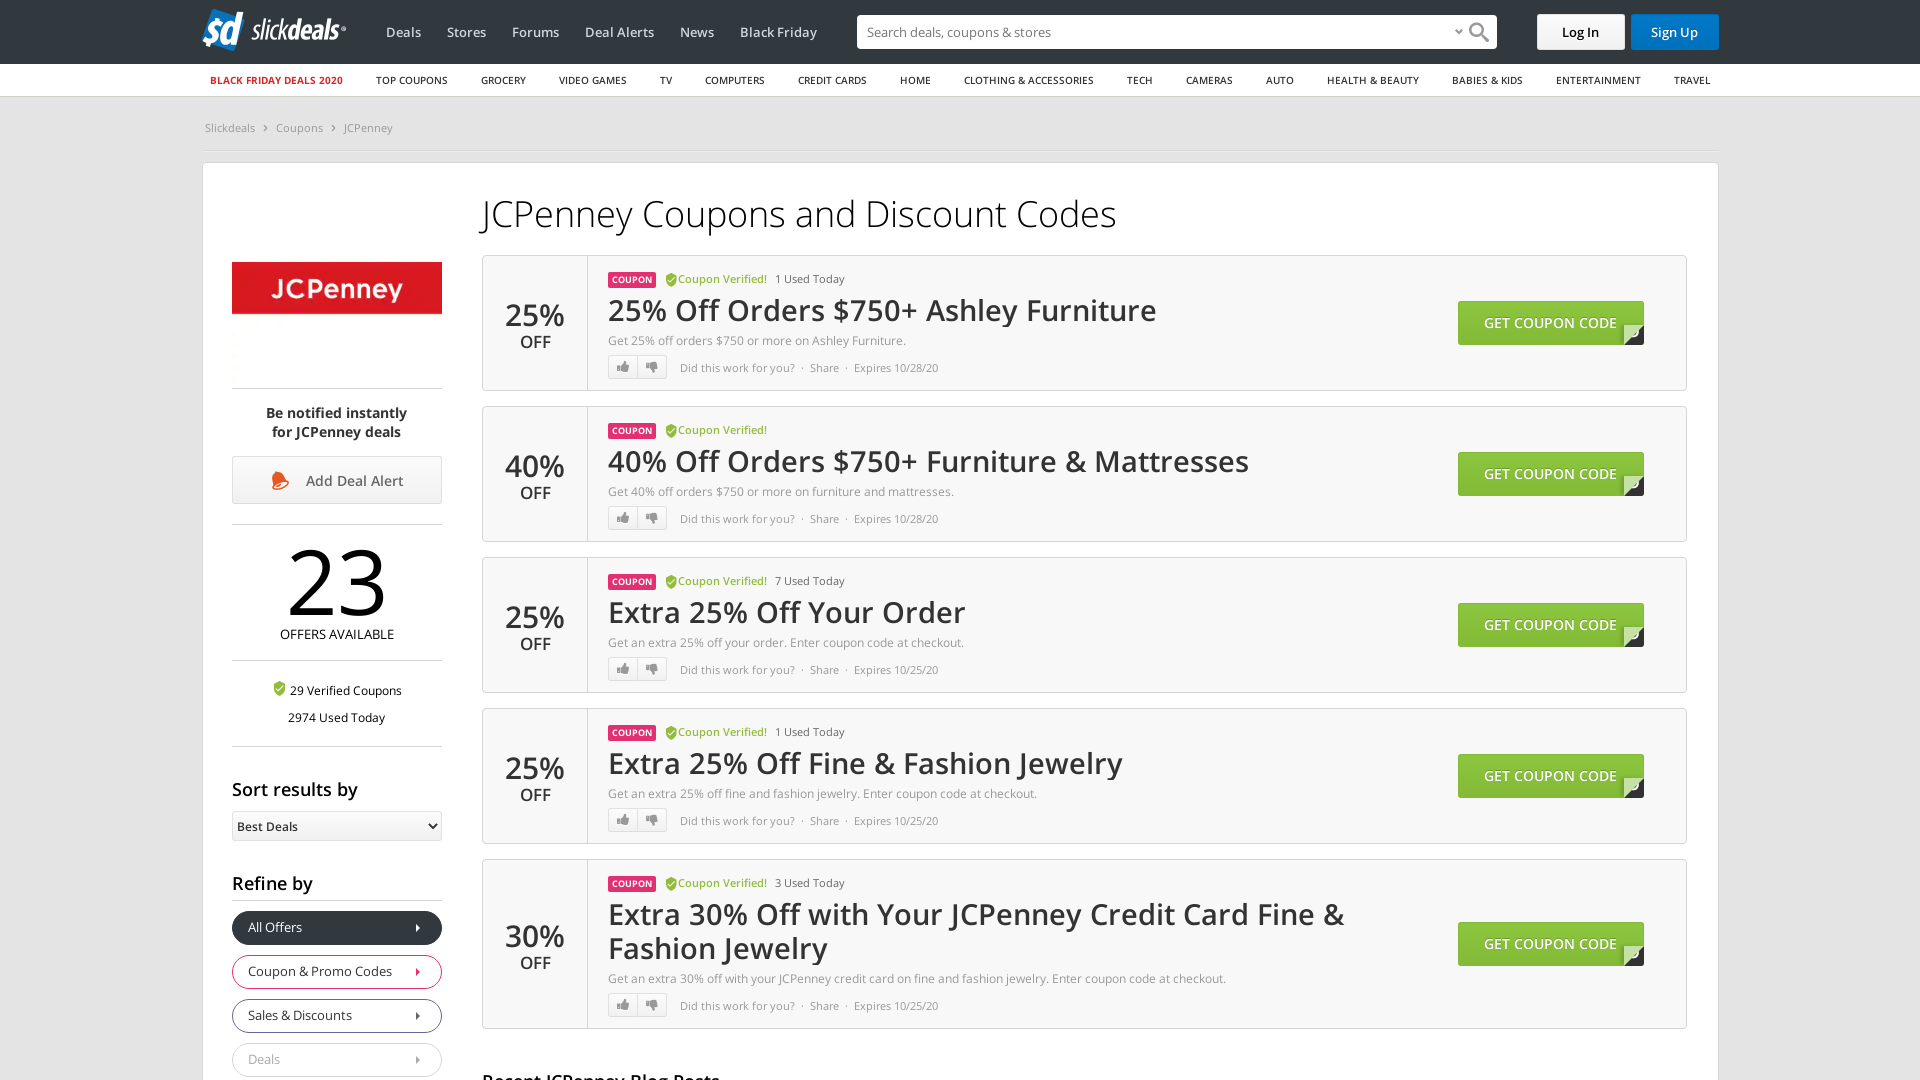 sd slickdeals
Deals
Stores
Forums
Deal Alerts
News
Black Friday
Search deals, coupons & stores
Log In
Sign Up
BLACK FRIDAY DEALS 2020
TOP COUPONS
GROCERY
VIDEO GAMES
TV
COMPUTERS
CREDIT CARDS
HOME
CLOTHING & ACCESSORIES
TECH
CAMERAS
AUTO
HEALTH & BEAUTY
BABIES & KIDS
ENTERTAINMENT
TRAVEL
Slickdeals › Coupons › JCPenney
JCPenney
Be notified instantly
for JCPenney deals
Add Deal Alert
23
OFFERS AVAILABLE
29 Verified Coupons
2974 Used Today
Sort results by
Best Deals
Refine by
All Offers
Coupon & Promo Codes
Sales & Discounts
Deals
JCPenney Coupons and Discount Codes
25%
OFF
COUPON Coupon Verified! 1 Used Today
25% Off Orders $750+ Ashley Furniture
Get 25% off orders $750 or more on Ashley Furniture.
Did this work for you? · Share · Expires 10/28/20
GET COUPON CODE
40%
OFF
COUPON Coupon Verified!
40% Off Orders $750+ Furniture & Mattresses
Get 40% off orders $750 or more on furniture and mattresses.
Did this work for you? · Share · Expires 10/28/20
GET COUPON CODE
25%
OFF
COUPON Coupon Verified! 7 Used Today
Extra 25% Off Your Order
Get an extra 25% off your order. Enter coupon code at checkout.
Did this work for you? · Share · Expires 10/25/20
GET COUPON CODE
25%
OFF
COUPON Coupon Verified! 1 Used Today
Extra 25% Off Fine & Fashion Jewelry
Get an extra 25% off fine and fashion jewelry. Enter coupon code at checkout.
Did this work for you? · Share · Expires 10/25/20
GET COUPON CODE
30%
OFF
COUPON Coupon Verified! 3 Used Today
Extra 30% Off with Your JCPenney Credit Card Fine &
Fashion Jewelry
Get an extra 30% off with your JCPenney credit card on fine and fashion jewelry. Enter coupon code at checkout.
Did this work for you? · Share · Expires 10/25/20
GET COUPON CODE
Recent JCPenney Blog Posts